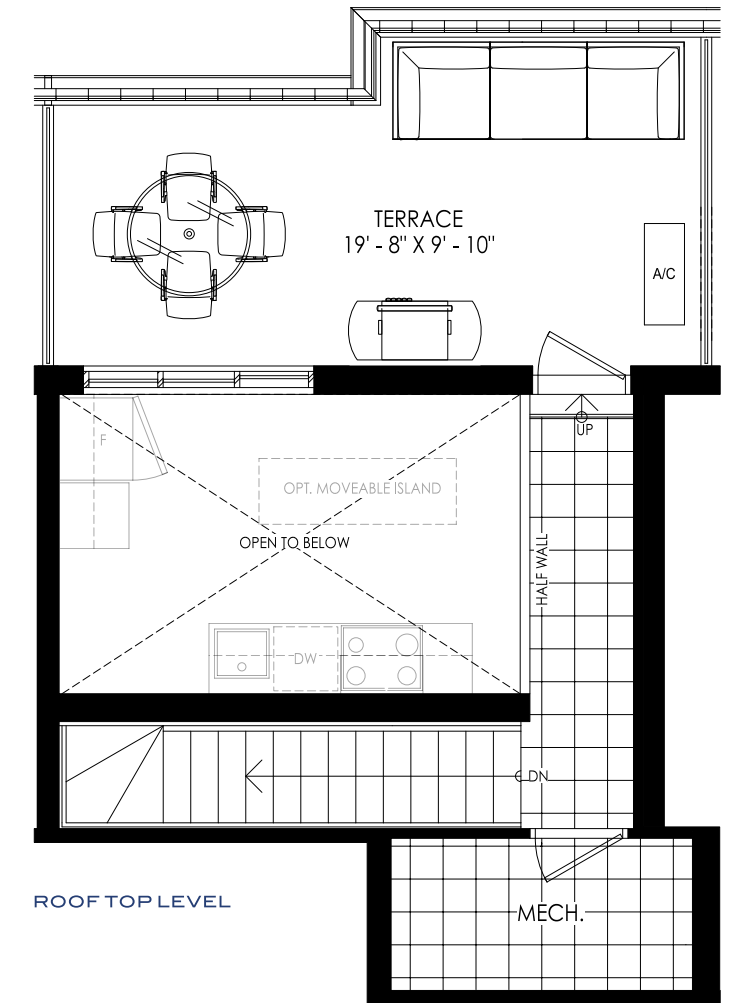 TERRACE
19' - 8" X 9' - 10"
A/C
UP
F
OPT. MOVEABLE ISLAND
OPEN TO BELOW
HALF WALL
DW
DN
ROOF TOP LEVEL
MECH.